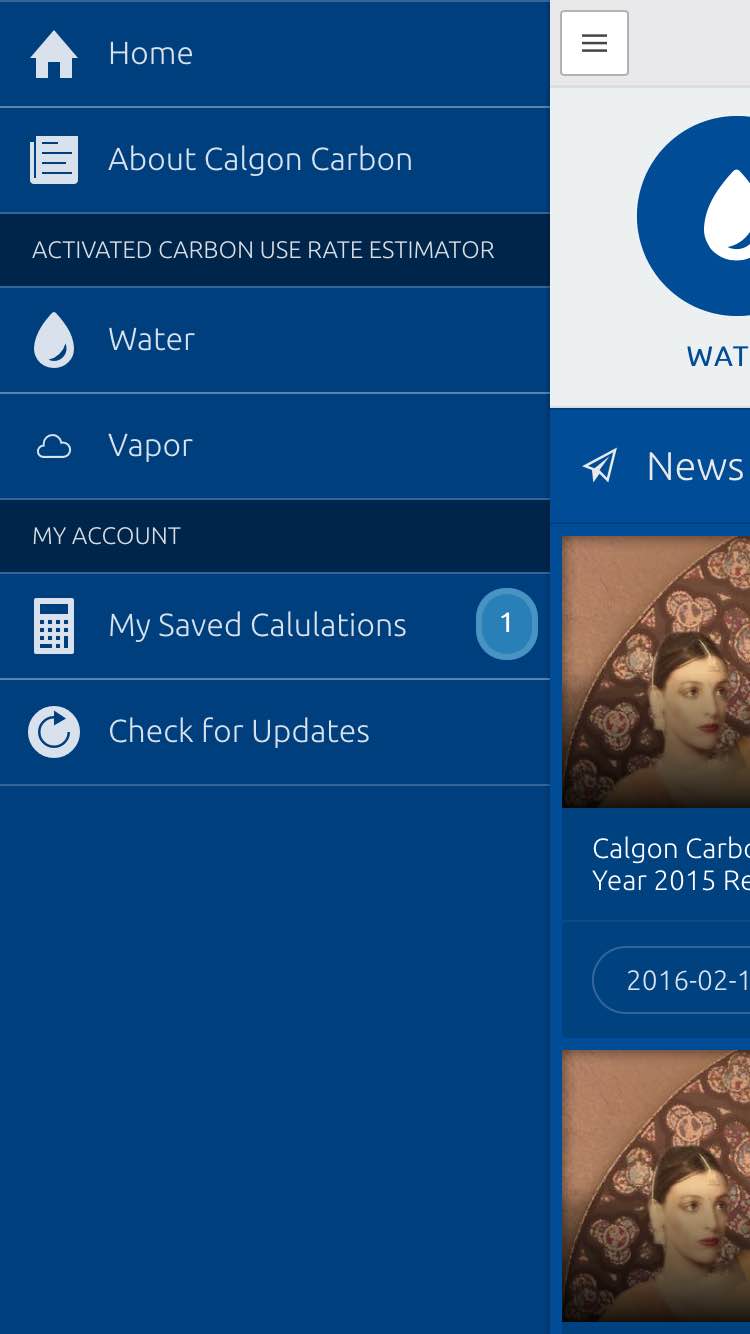 Home
About Calgon Carbon
ACTIVATED CARBON USE RATE ESTIMATOR
Water
Vapor
MY ACCOUNT
My Saved Calulations
1
Check for Updates
WAT
News
Calgon Carbo
Year 2015 Re
2016-02-1